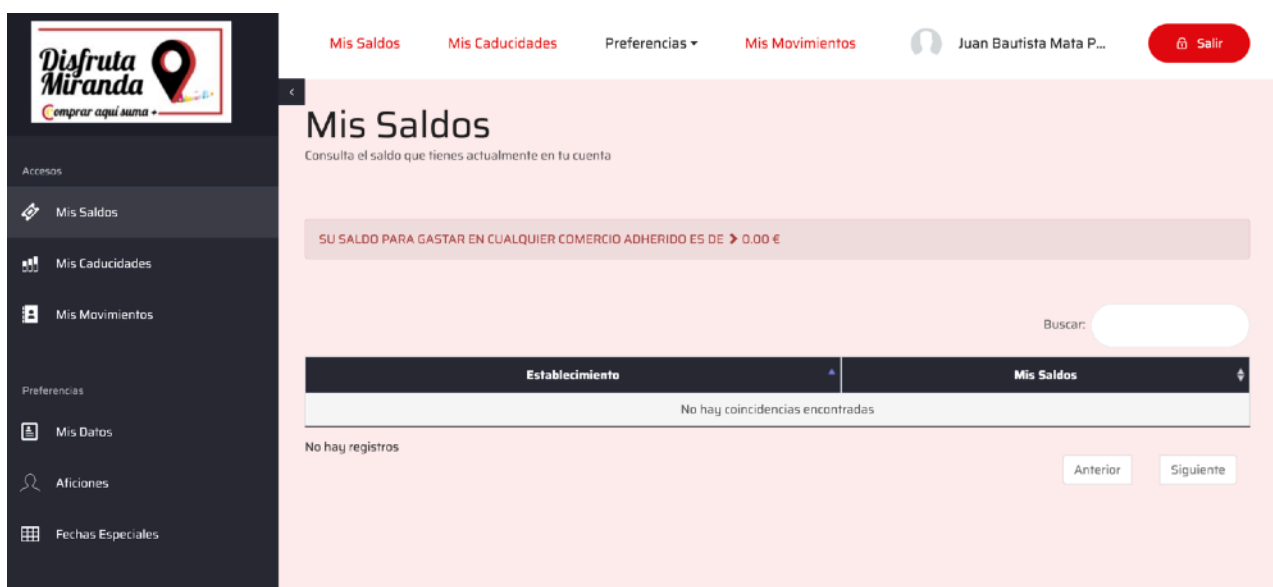 Disfruta
Miranda
Comprar aquí suma +
Accesos
Mis Saldos
Mis Caducidades
Mis Movimientos
Preferencias
Mis Datos
Aficiones
Fechas Especiales
Mis Saldos Mis Caducidades Preferencias Mis Movimientos Juan Bautista Mata P... Salir
Mis Saldos
Consulta el saldo que tienes actualmente en tu cuenta
SU SALDO PARA GASTAR EN CUALQUIER COMERCIO ADHERIDO ES DE > 0.00 €
Buscar:
Establecimiento Mis Saldos
No hay coincidencias encontradas
No hay registros
Anterior Siguiente